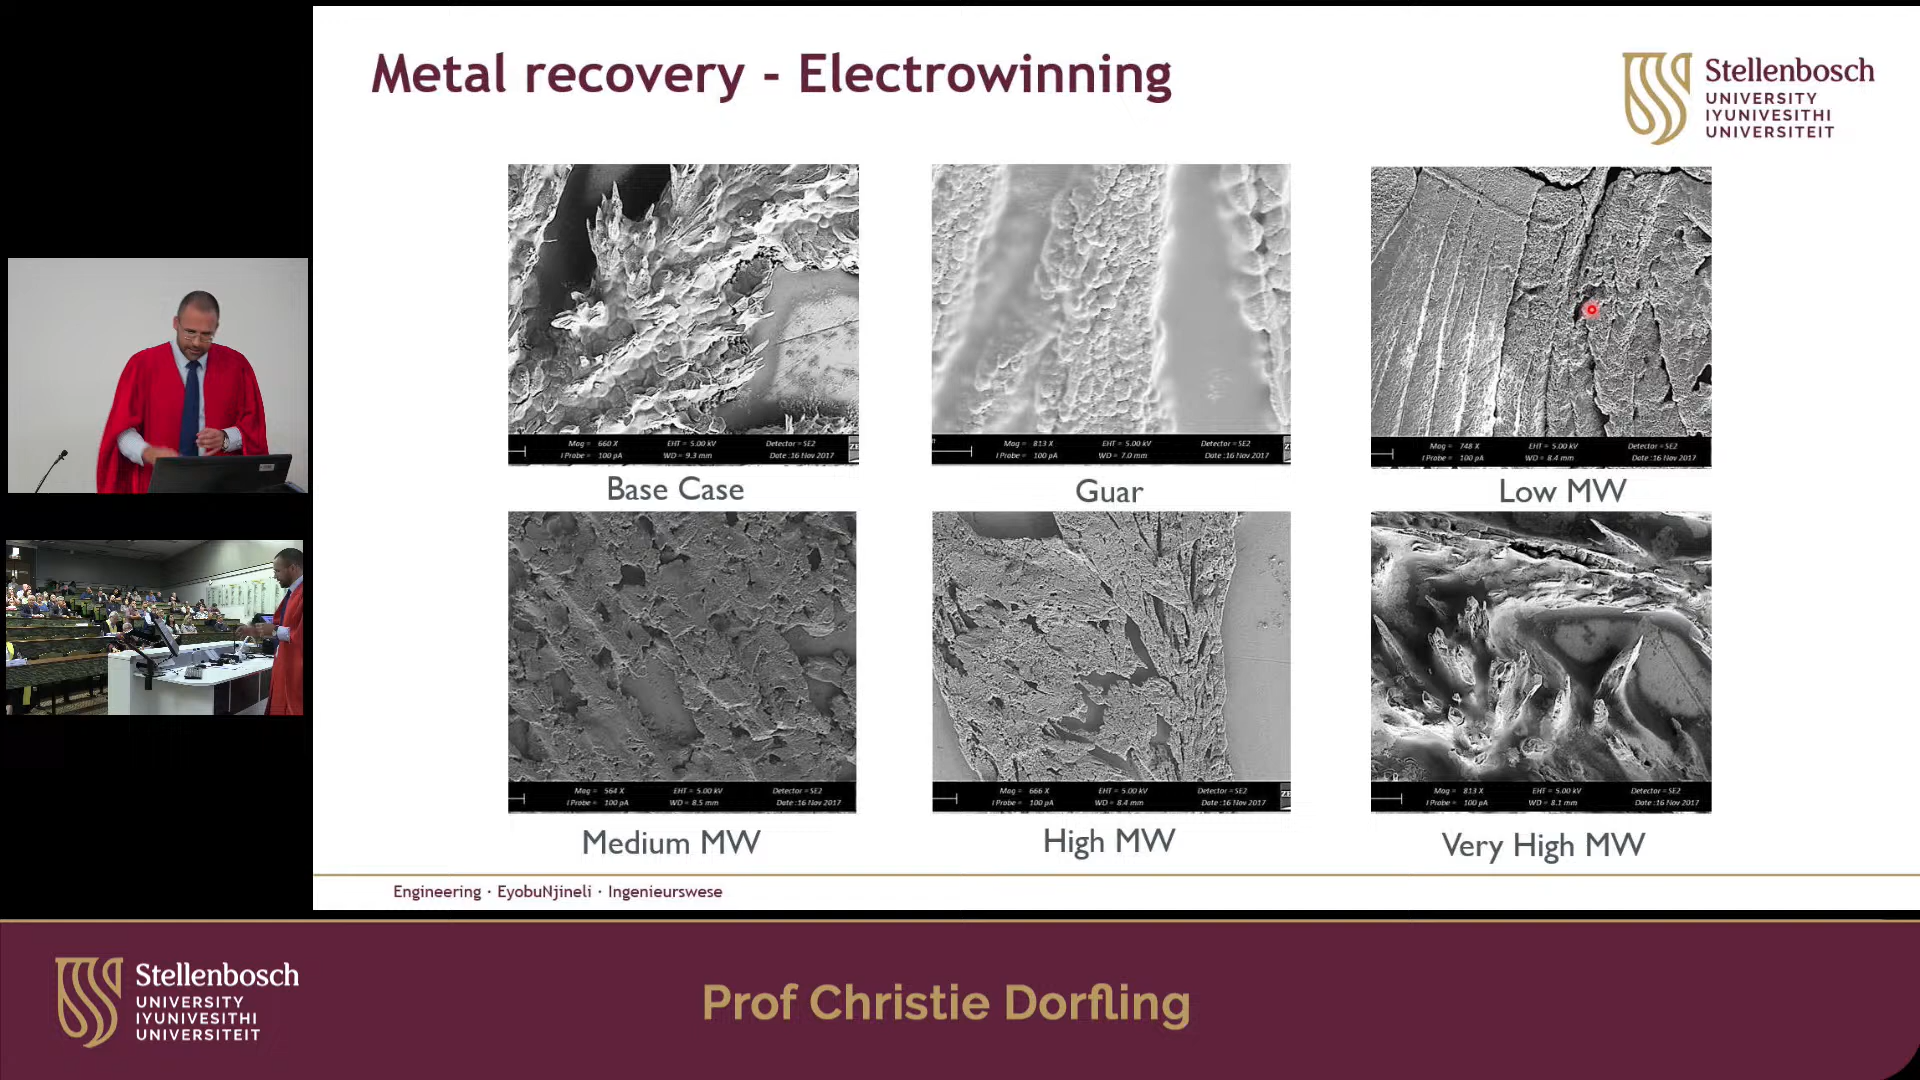 Metal recovery - Electrowinning
Stellenbosch
UNIVERSITY
IYUNIVESITHI
UNIVERSITEIT
Mag = 660 X EHT = 5.00 kV Detector = SE2
I Probe = 100 pA WD = 9.3 mm Date :16 Nov 2017
Base Case
Mag = 813 X EHT = 5.00 kV Detector = SE2
I Probe = 100 pA WD = 7.0 mm Date :16 Nov 2017
Guar
Mag = 748 X EHT = 5.00 kV Detector = SE2
I Probe = 100 pA WD = 8.4 mm Date :16 Nov 2017
Low MW
Mag = 564 X EHT = 5.00 kV Detector = SE2
I Probe = 100 pA WD = 8.5 mm Date :16 Nov 2017
Medium MW
Mag = 666 X EHT = 5.00 kV Detector = SE2
I Probe = 100 pA WD = 8.4 mm Date :16 Nov 2017
High MW
Mag = 813 X EHT = 5.00 kV Detector = SE2
I Probe = 100 pA WD = 8.1 mm Date :16 Nov 2017
Very High MW
Engineering · EyobuNjineli · Ingenieurswese
Stellenbosch
UNIVERSITY
IYUNIVESITHI
UNIVERSITEIT
Prof Christie Dorfling